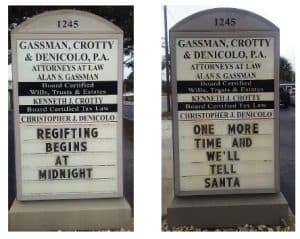 1245
GASSMAN, CROTTY
& DENICOLO, P.A.
ATTORNEYS AT LAW
ALAN S. GASSMAN
Board Certified
Wills, Trusts & Estates
KENNETH J. CROTTY
Board Certified Tax Law
CHRISTOPHER J. DENICOLO
REGIFTING
BEGINS
AT
MIDNIGHT
1245
GASSMAN, CROTTY
& DENICOLO, P.A.
ATTORNEYS AT LAW
ALAN S. GASSMAN
Board Certified
Wills, Trusts & Estates
KENNETH J. CROTTY
Board Certified Tax Law
CHRISTOPHER J. DENICOLO
ONE MORE
TIME AND
WE'LL
TELL
SANTA